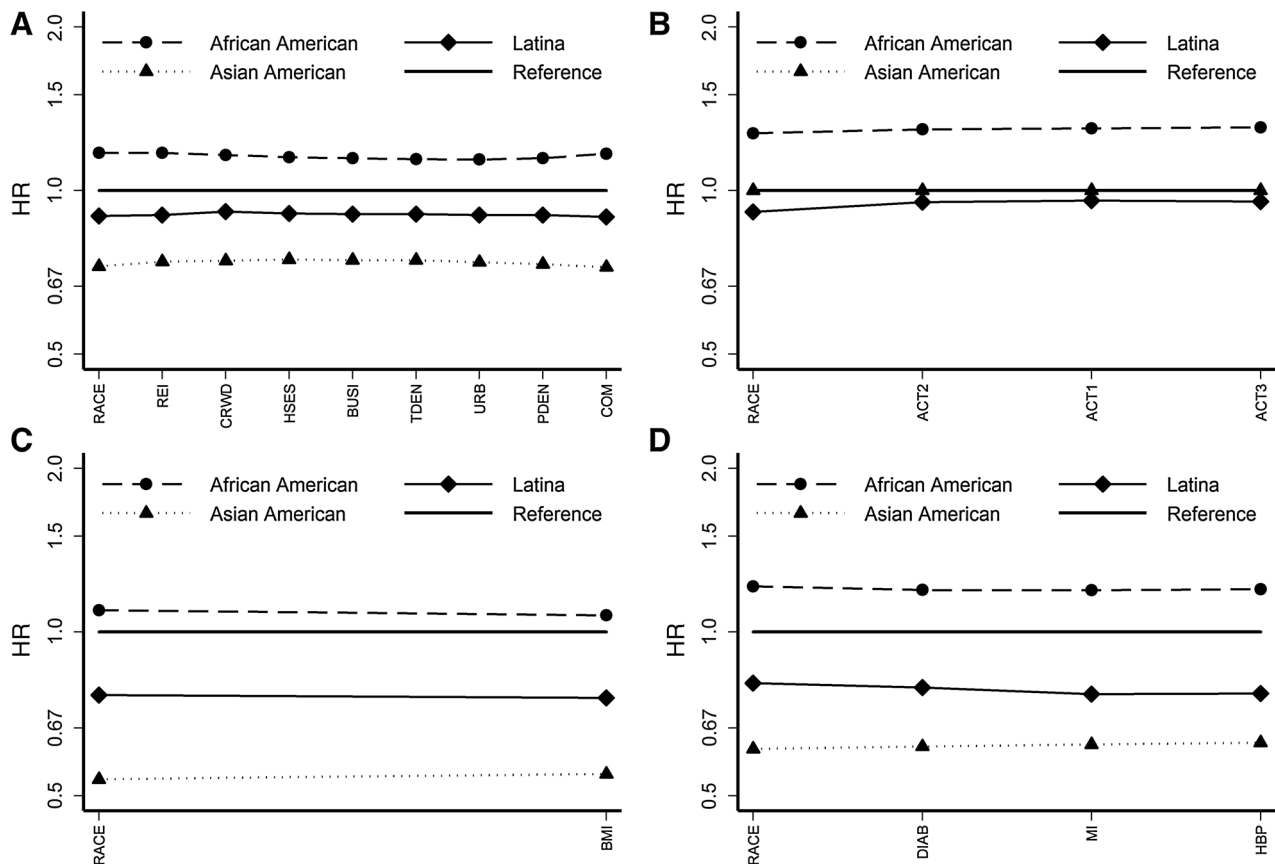 A
African American
Latina
Asian American
Reference
HR
2.0
1.5
1.0
0.67
0.5
RACE
REI
CRWD
HSES
BUSI
TDEN
URB
PDEN
COM
B
African American
Latina
Asian American
Reference
HR
2.0
1.5
1.0
0.67
0.5
RACE
ACT2
ACT1
ACT3
C
African American
Latina
Asian American
Reference
HR
2.0
1.5
1.0
0.67
0.5
RACE
BMI
D
African American
Latina
Asian American
Reference
HR
2.0
1.5
1.0
0.67
0.5
RACE
DIAB
MI
HBP